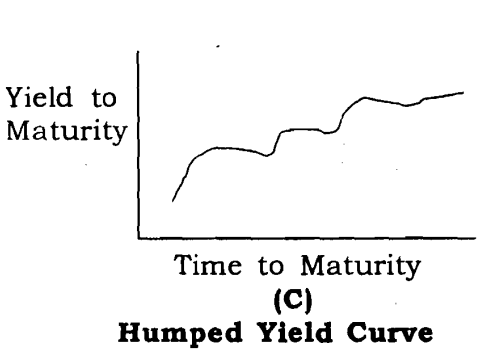 Yield to
Maturity
Time to Maturity
(C)
Humped Yield Curve